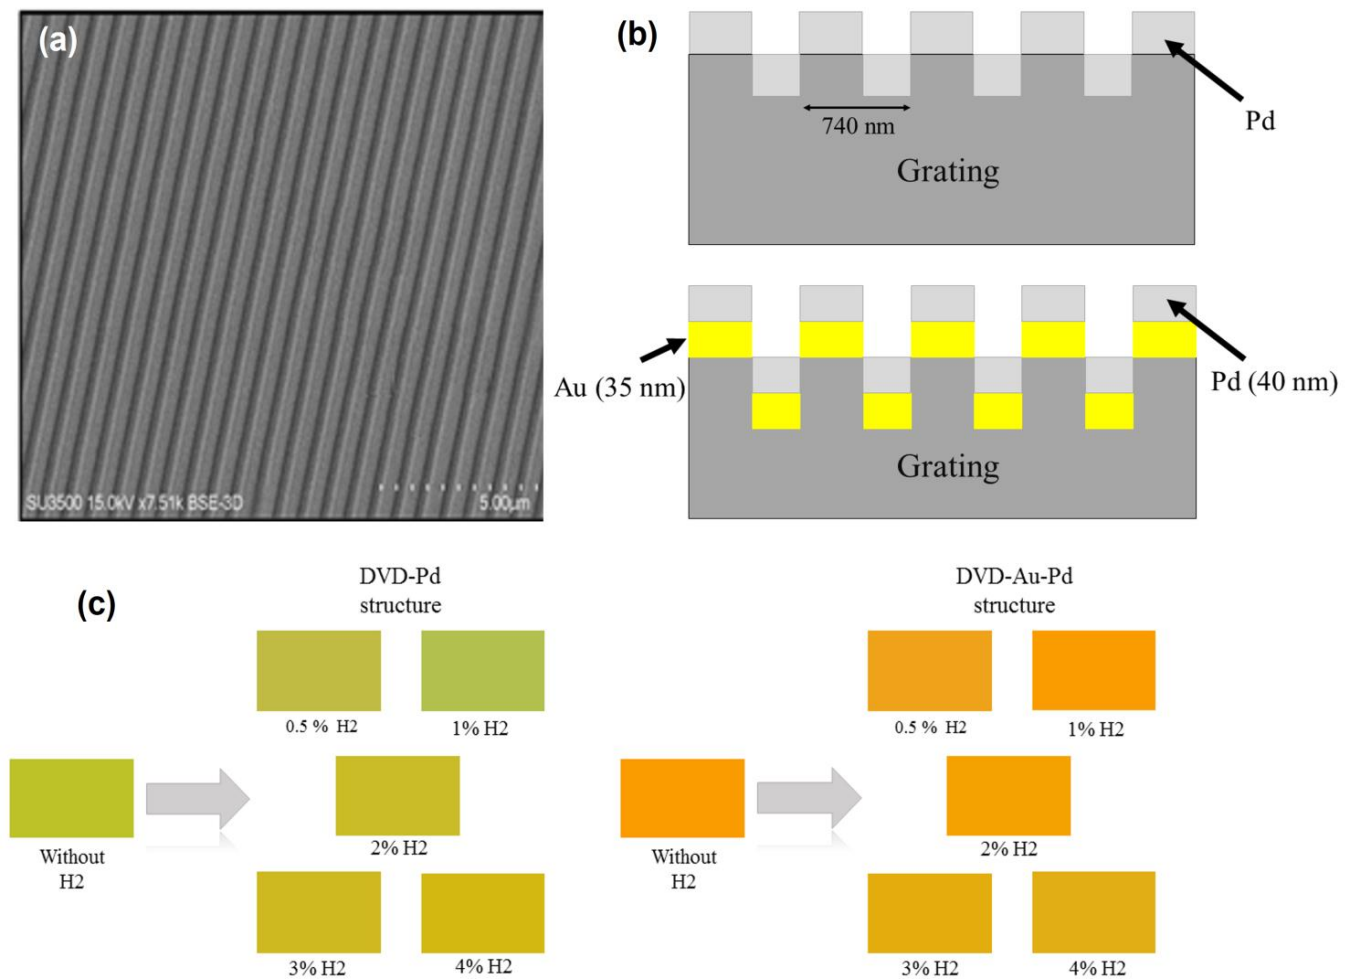 (a)
SU3500 15.0kV x7.51k BSE-3D
5.00µm
(b)
Pd
740 nm
Grating
Au (35 nm)
Pd (40 nm)
Grating
(c)
DVD-Pd
structure
0.5 % H2
1% H2
Without
H2
2% H2
3% H2
4% H2
DVD-Au-Pd
structure
0.5 % H2
1% H2
Without
H2
2% H2
3% H2
4% H2